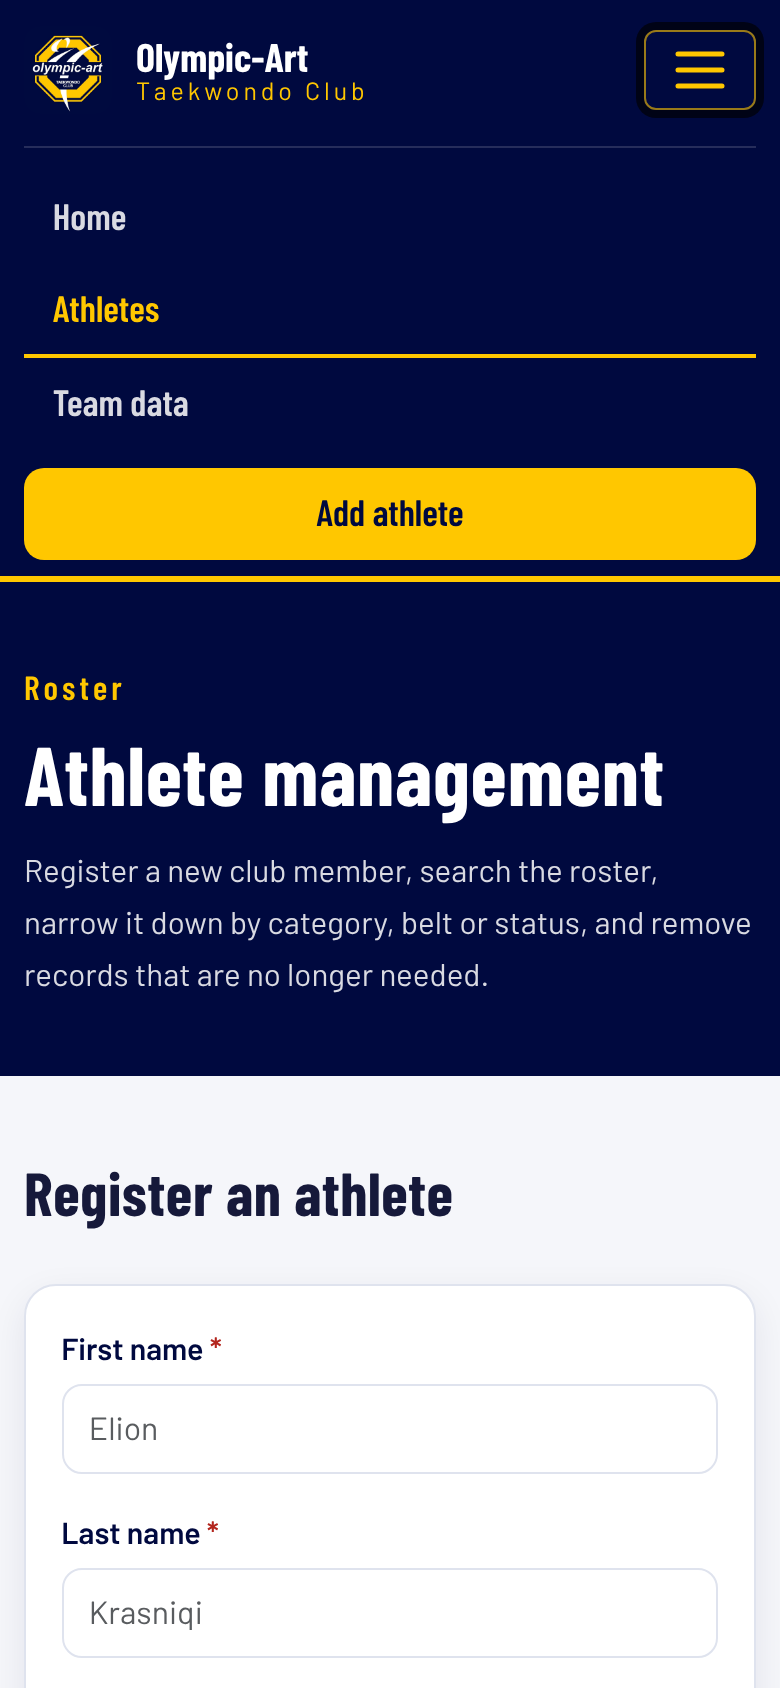 olympic-art
TAEKWONDO
CLUB
Olympic-Art
Taekwondo Club
Home
Athletes
Team data
Add athlete
Roster
Athlete management
Register a new club member, search the roster,
narrow it down by category, belt or status, and remove
records that are no longer needed.
Register an athlete
First name *
Elion
Last name *
Krasniqi